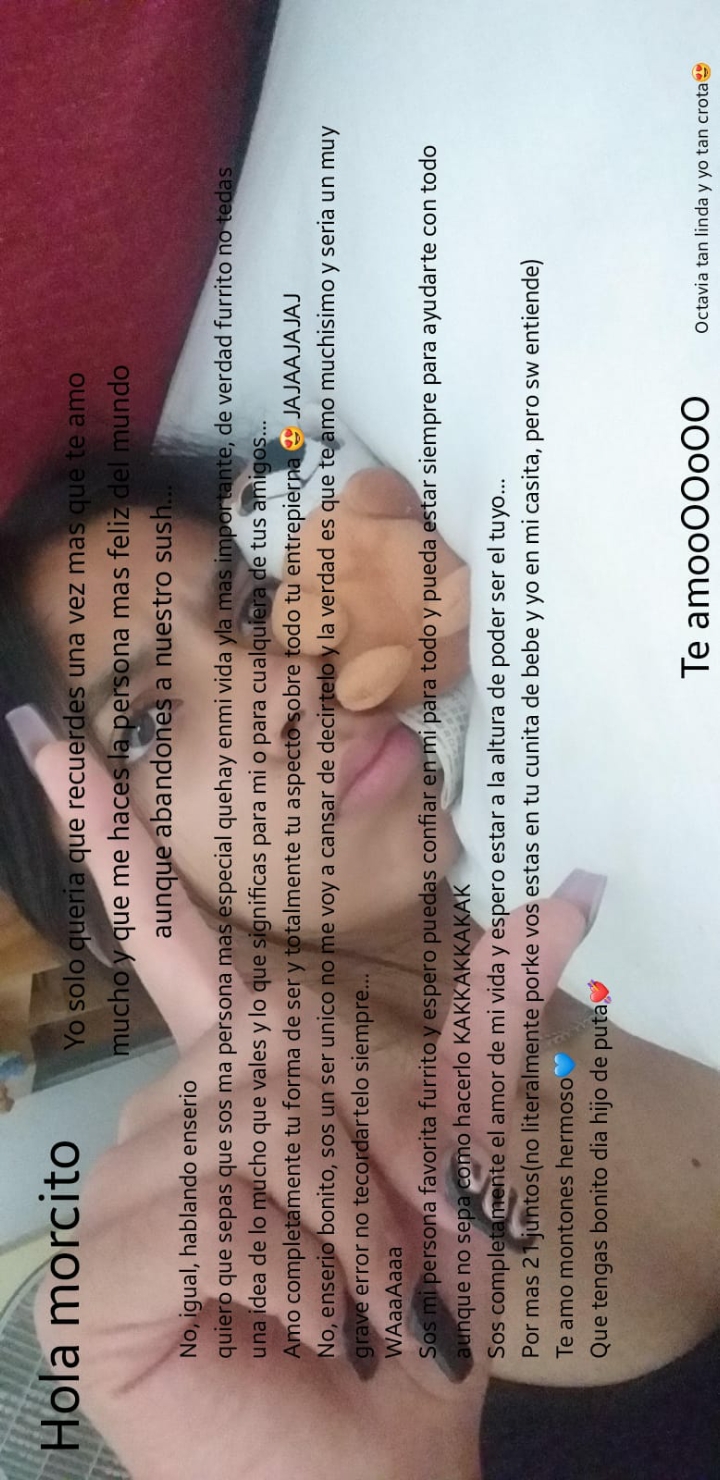 Hola morcito
Yo solo queria que recuerdes una vez mas que te amo
mucho y que me haces la persona mas feliz del mundo
aunque abandones a nuestro sush...
No, igual, hablando enserio
quiero que sepas que sos ma persona mas especial quehay enmi vida yla mas importante, de verdad furrito no tedas
una idea de lo mucho que vales y lo que significas para mi o para cualquiera de tus amigos...
Amo completamente tu forma de ser y totalmente tu aspecto sobre todo tu entrepierna😍JAJAAJAJAJ
No, enserio bonito, sos un ser unico no me voy a cansar de decirtelo y la verdad es que te amo muchisimo y seria un muy
grave error no tecordartelo siempre...
WAaaAaaa
Sos mi persona favorita furrito y espero puedas confiar en mi para todo y pueda estar siempre para ayudarte con todo
aunque no sepa como hacerlo KAKKAKKAKAK
Sos completamente el amor de mi vida y espero estar a la altura de poder ser el tuyo...
Por mas 21 juntos(no literalmente porke vos estas en tu cunita de bebe y yo en mi casita, pero sw entiende)
Te amo montones hermoso💙
Que tengas bonito dia hijo de puta💞
Te amooOOoOO
Octavia tan linda y yo tan crota😍